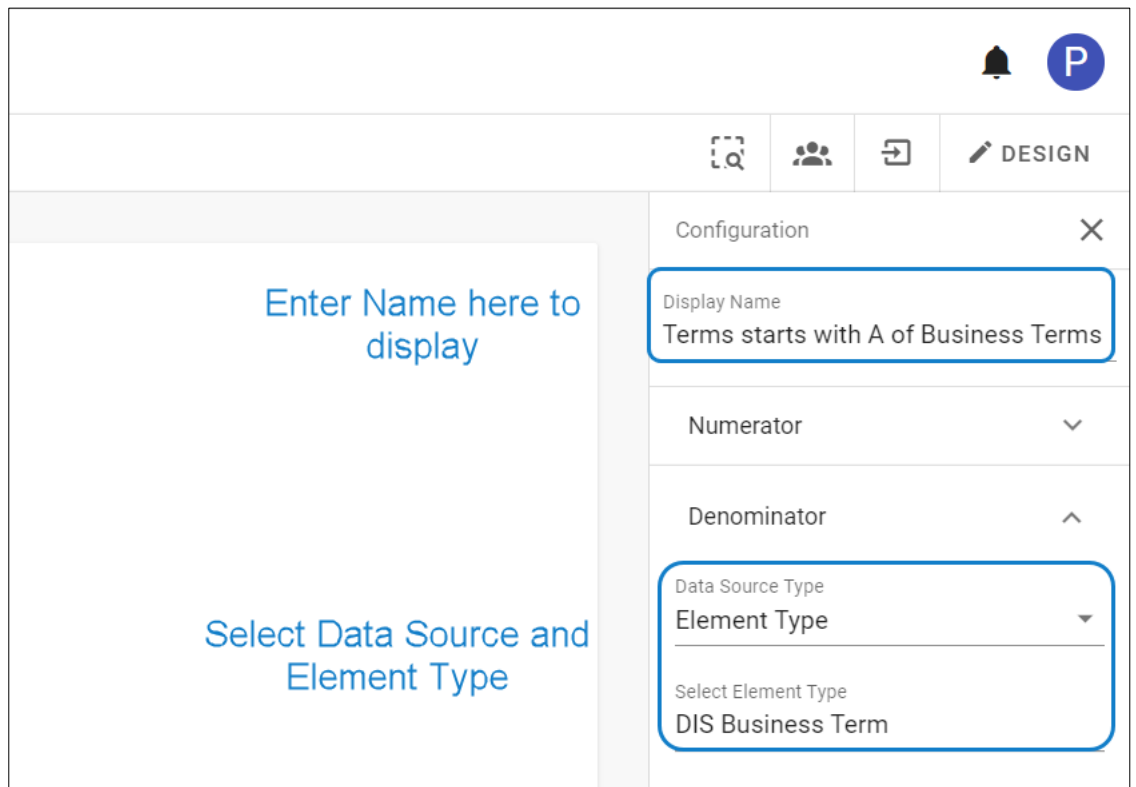 P
DESIGN
Configuration
Enter Name here to
display
Display Name
Terms starts with A of Business Terms
Numerator
Denominator
Select Data Source and
Element Type
Data Source Type
Element Type
Select Element Type
DIS Business Term